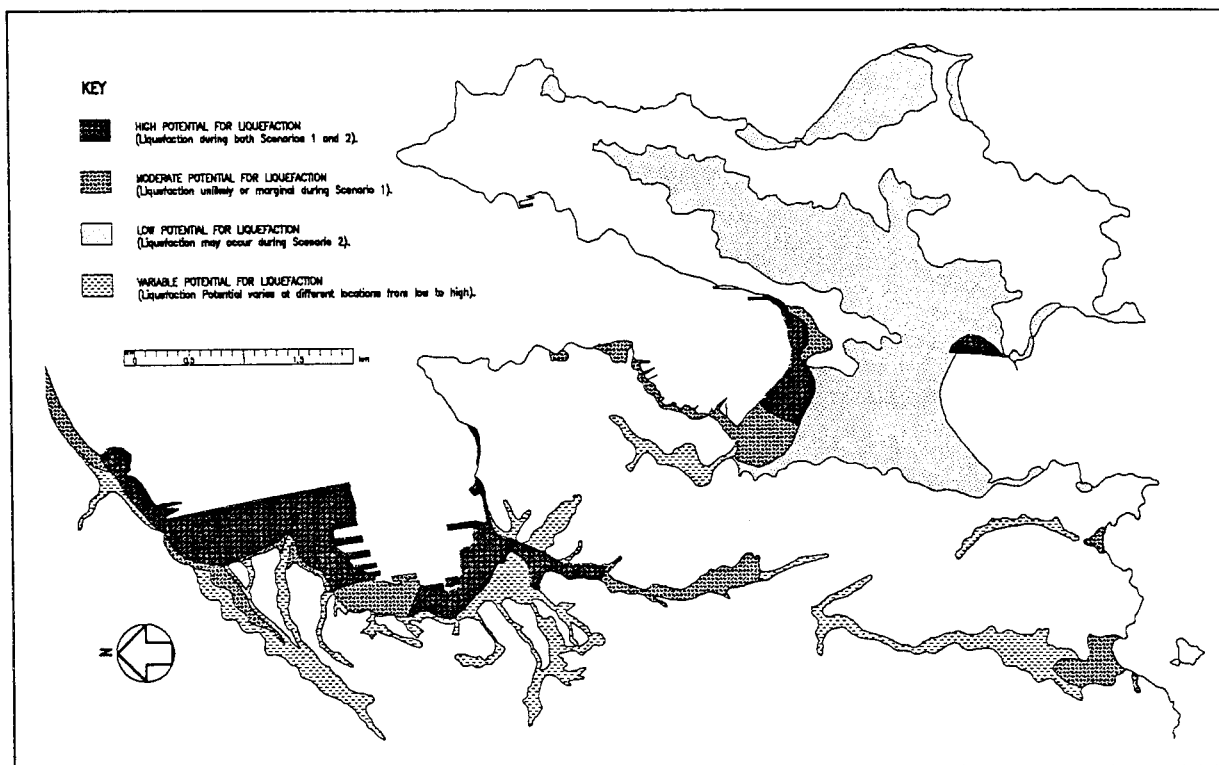 KEY
HIGH POTENTIAL FOR LIQUEFACTION
(Liquefaction during both Scenarios 1 and 2).
MODERATE POTENTIAL FOR LIQUEFACTION
(Liquefaction unlikely or marginal during Scenario 1).
LOW POTENTIAL FOR LIQUEFACTION
(Liquefaction may occur during Scenario 2).
VARIABLE POTENTIAL FOR LIQUEFACTION
(Liquefaction Potential varies at different locations from low to high).
0 0.5 1 1.5 km
N